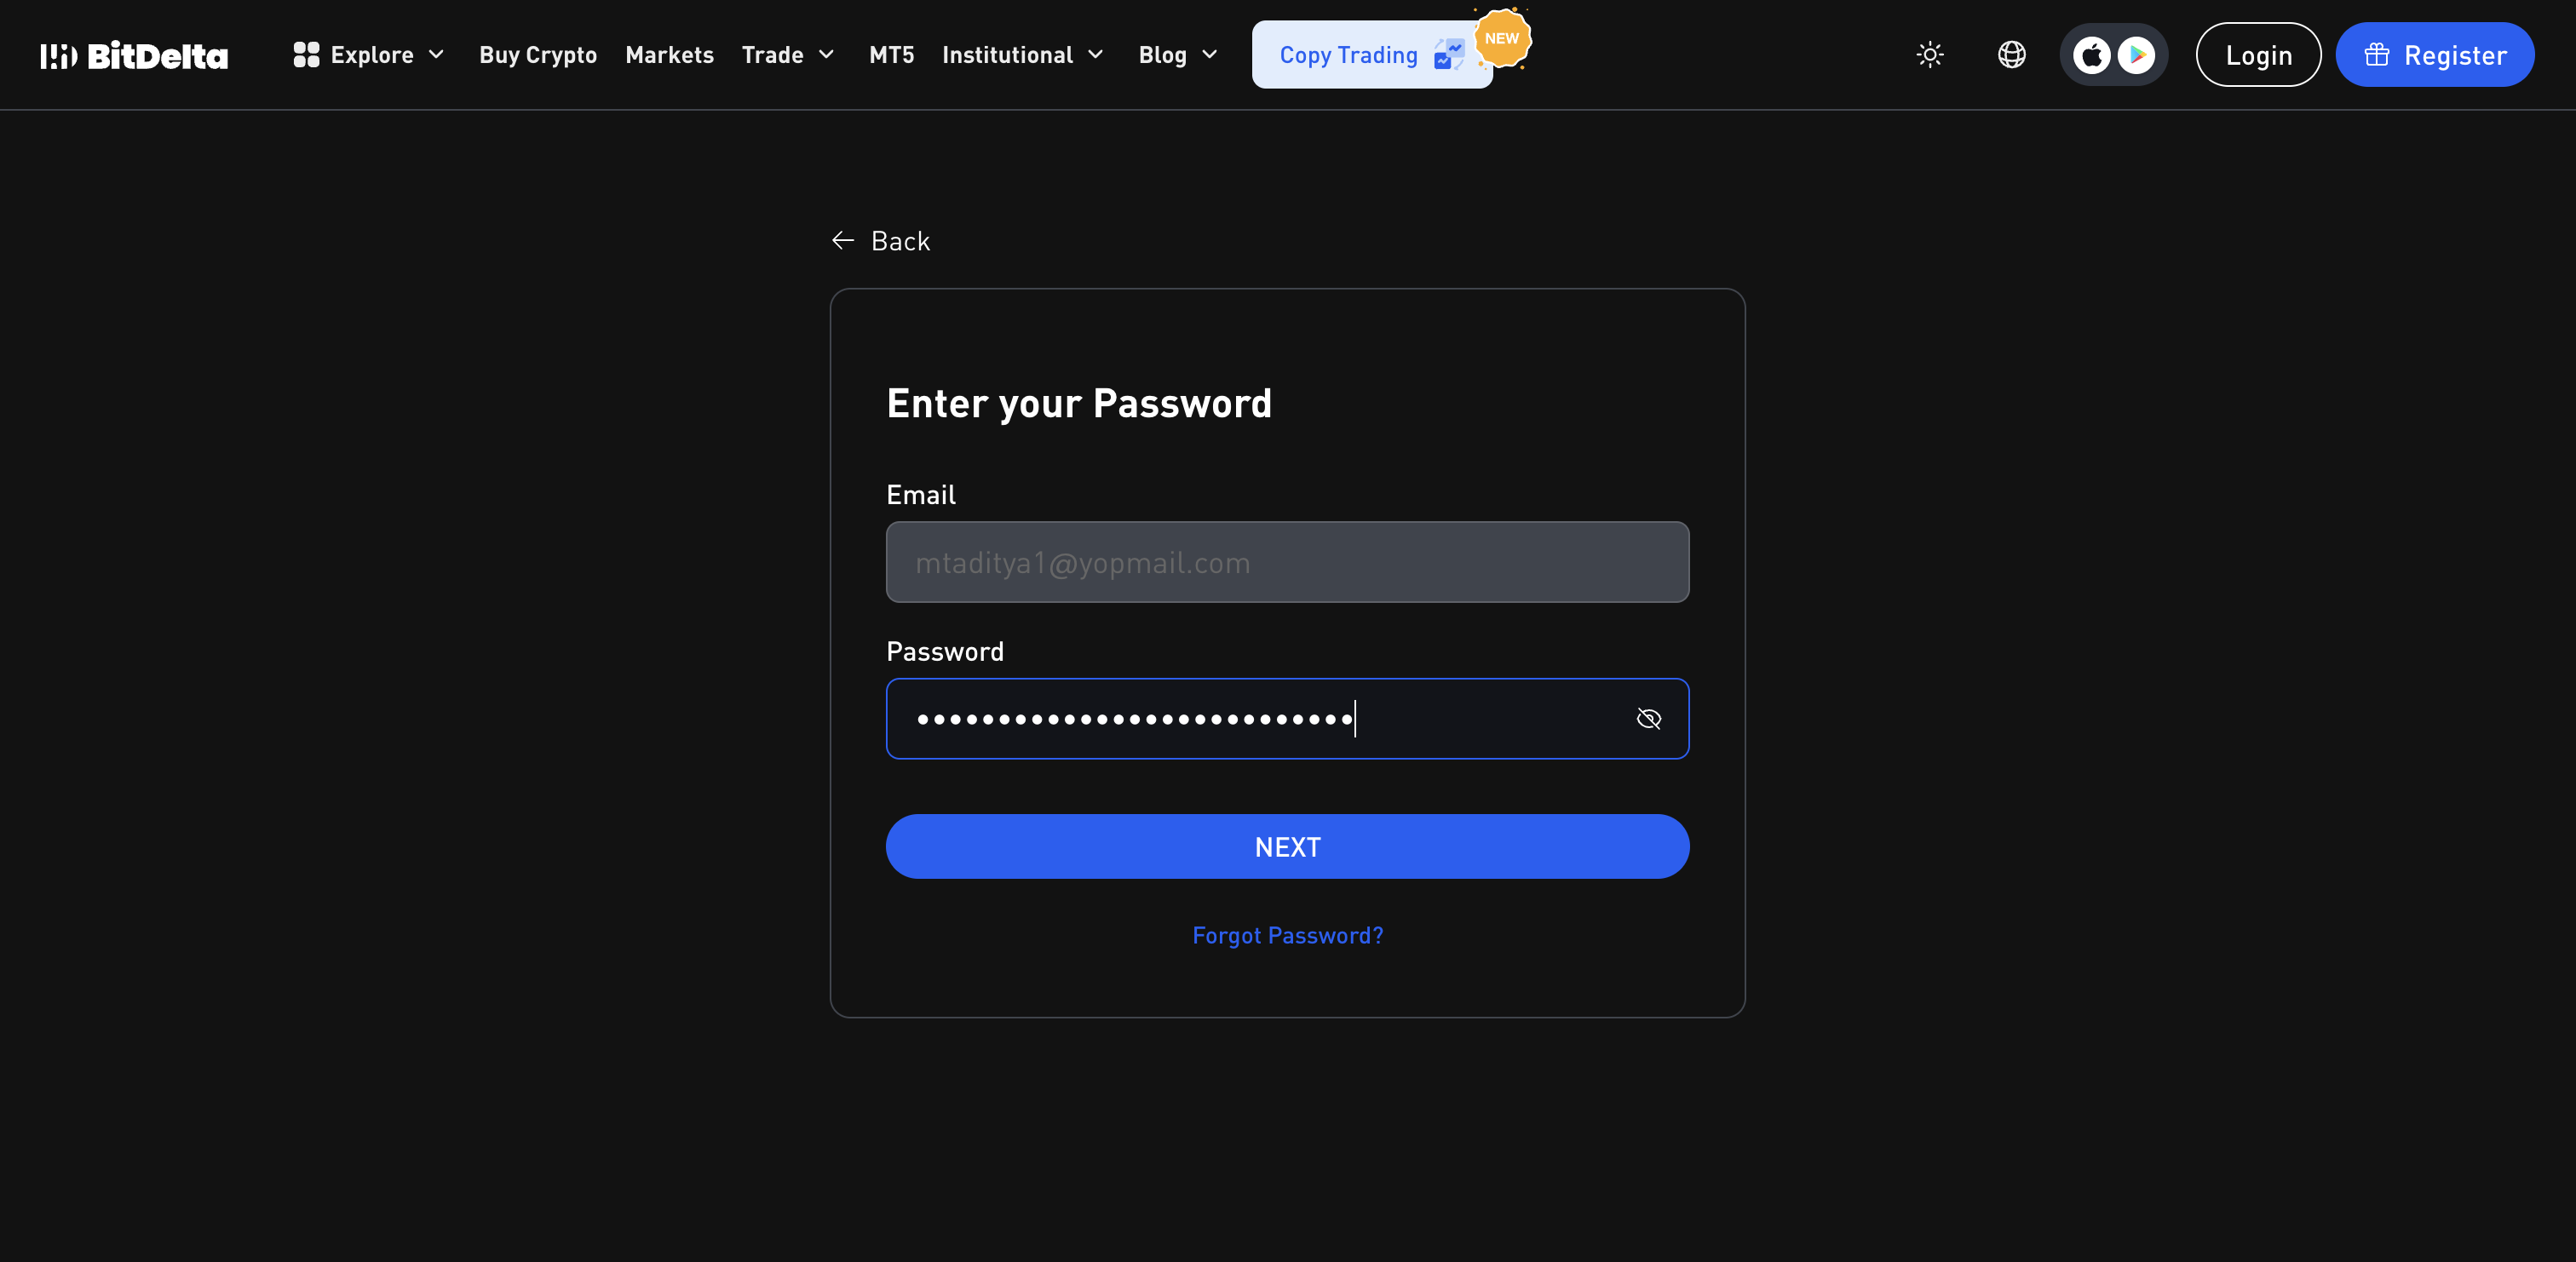 BitDelta Explore Buy Crypto Markets Trade MT5 Institutional Blog Copy Trading NEW Login Register
Back
Enter your Password
Email
mtaditya1@yopmail.com
Password
NEXT
Forgot Password?